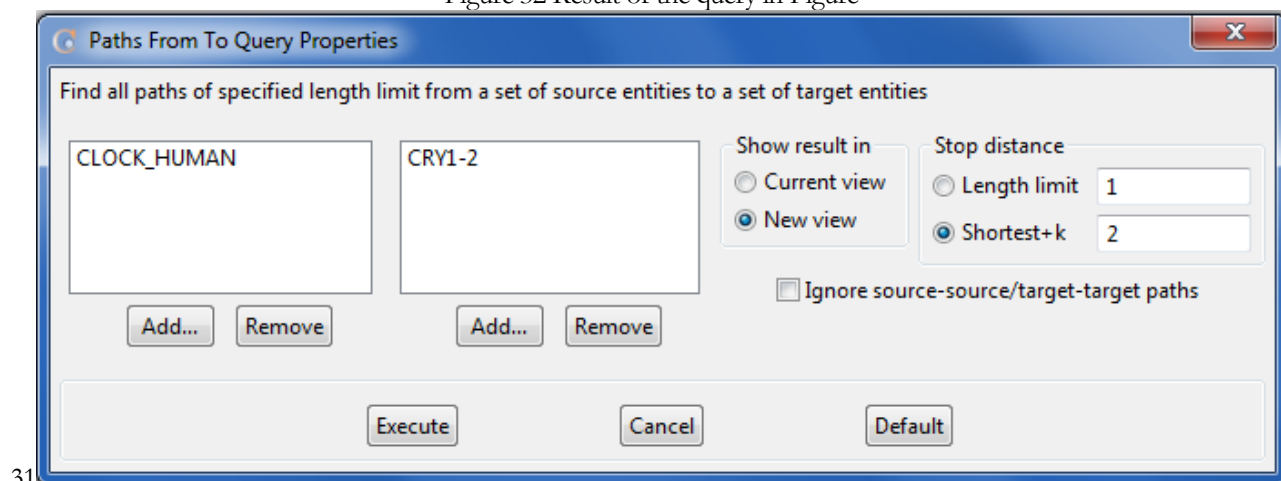 Figure 32 Result of the query in Figure
Paths From To Query Properties
Find all paths of specified length limit from a set of source entities to a set of target entities
CLOCK_HUMAN
CRY1-2
Show result in
Current view
New view
Stop distance
Length limit 1
Shortest+k 2
Ignore source-source/target-target paths
Add... Remove Add... Remove
Execute Cancel Default
31